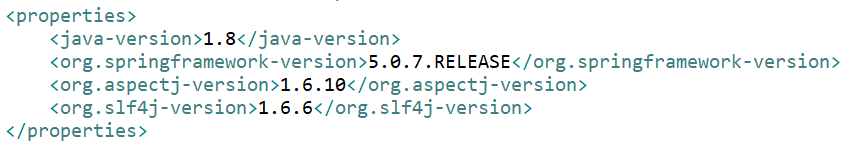 <properties>
<java-version>1.8</java-version>
<org.springframework-version>5.0.7.RELEASE</org.springframework-version>
<org.aspectj-version>1.6.10</org.aspectj-version>
<org.slf4j-version>1.6.6</org.slf4j-version>
</properties>